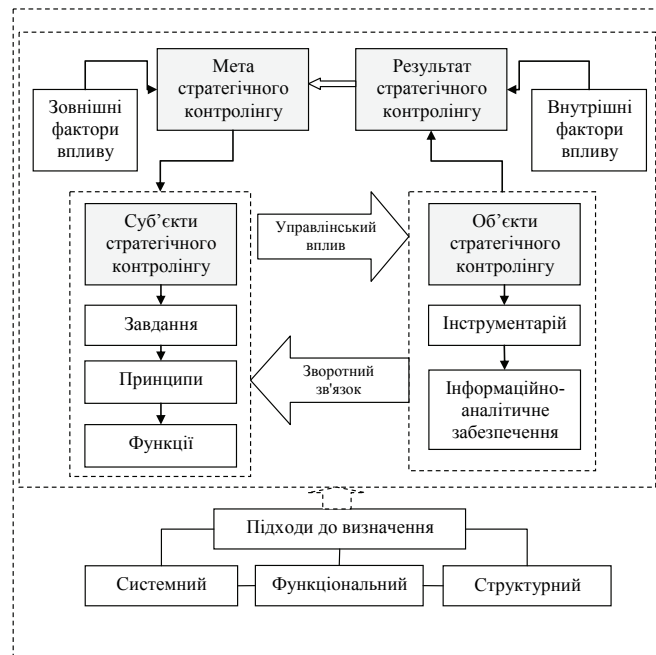 Мета
стратегічного
контролінгу
Результат
стратегічного
контролінгу
Зовнішні
фактори
впливу
Внутрішні
фактори
впливу
Суб’єкти
стратегічного
контролінгу
Управлінський
вплив
Об’єкти
стратегічного
контролінгу
Завдання
Інструментарій
Принципи
Зворотний
зв'язок
Інформаційно-
аналітичне
забезпечення
Функції
Підходи до визначення
Системний
Функціональний
Структурний